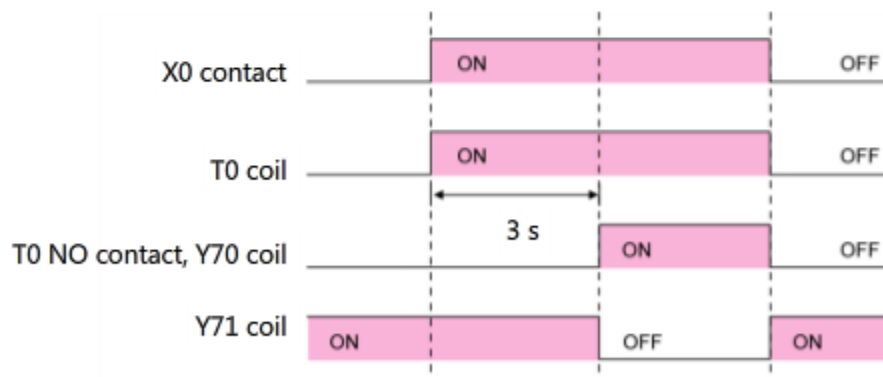 X0 contact ON OFF
T0 coil ON OFF
3 s
T0 NO contact, Y70 coil ON OFF
Y71 coil ON OFF ON